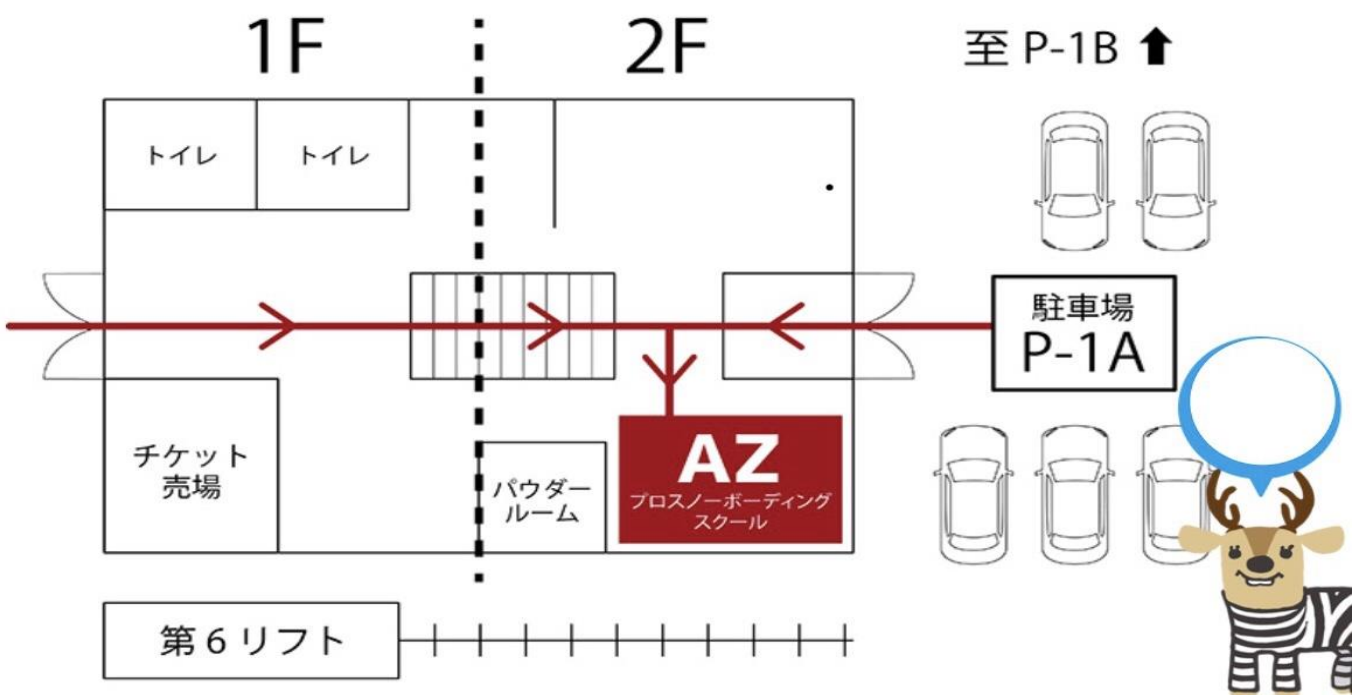 1F
2F
至 P-1B ⬆
トイレ
トイレ
駐車場
P-1A
チケット
売場
パウダー
ルーム
AZ
プロスノーボーディング
スクール
第6リフト